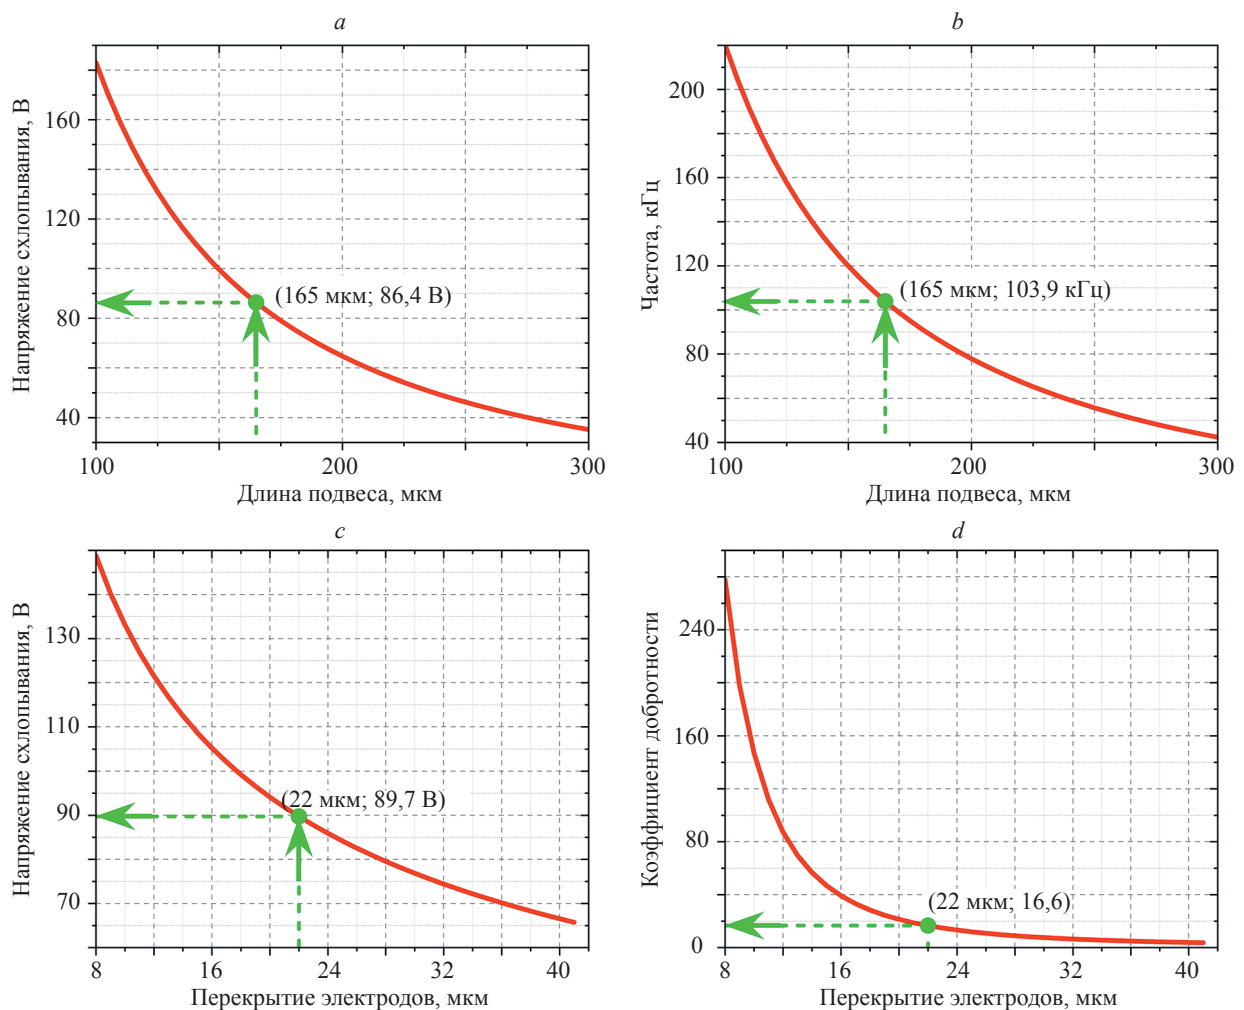 a
Напряжение схлопывания, В
160
120
80
40
(165 мкм; 86,4 В)
100 200 300
Длина подвеса, мкм
b
Частота, кГц
200
160
120
80
40
(165 мкм; 103,9 кГц)
100 200 300
Длина подвеса, мкм
c
Напряжение схлопывания, В
130
110
90
70
(22 мкм; 89,7 В)
8 16 24 32 40
Перекрытие электродов, мкм
d
Коэффициент добротности
240
160
80
0
(22 мкм; 16,6)
8 16 24 32 40
Перекрытие электродов, мкм